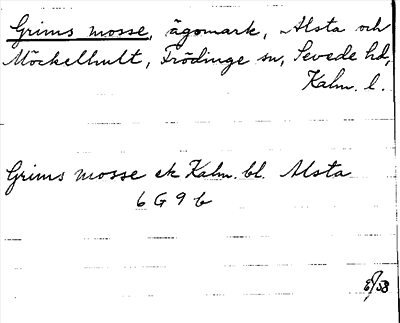 Grims mosse, ägomark, Alsta och
Möckelhult, Frödinge sn, Sevede hd,
Kalm. l.
Grims mosse ek Kalm. bl. Alsta
6 G 9 b